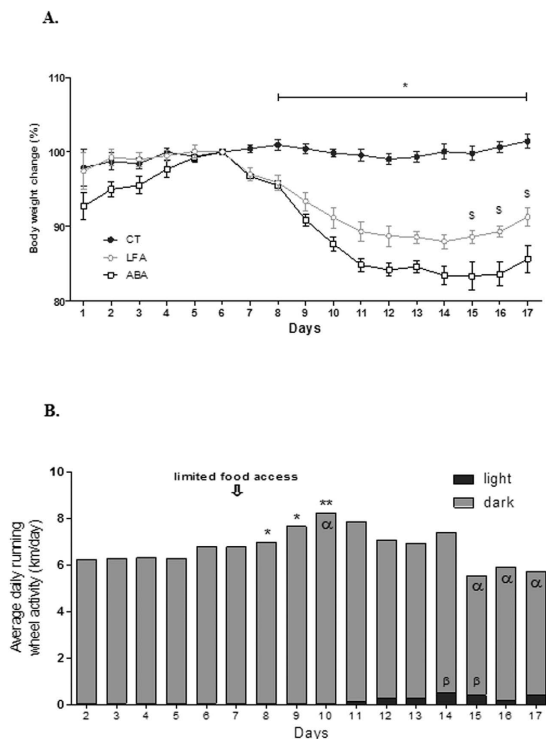 A.
110
*
100
Body weight change (%)
$ $ $
90
CT
LFA
ABA
80
1 2 3 4 5 6 7 8 9 10 11 12 13 14 15 16 17
Days
B.
10
limited food access
light
dark
8
**
* *
α
Average daily running
wheel activity (km/day)
6
α α α
4
2
β β
0
2 3 4 5 6 7 8 9 10 11 12 13 14 15 16 17
Days